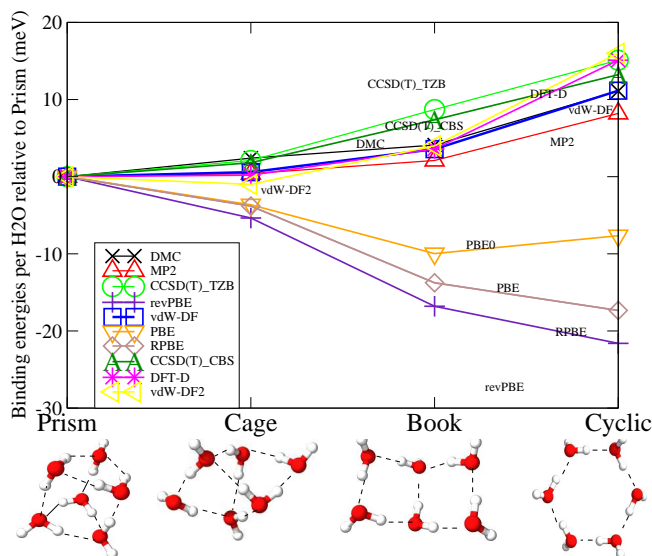 Binding energies per H2O relative to Prism (meV)
20
10
0
-10
-20
-30
CCSD(T)_TZB
DFT-D
vdW-DF
CCSD(T)_CBS
DMC
MP2
vdW-DF2
PBE0
PBE
RPBE
revPBE
DMC
MP2
CCSD(T)_TZB
revPBE
vdW-DF
PBE
RPBE
CCSD(T)_CBS
DFT-D
vdW-DF2
Prism
Cage
Book
Cyclic